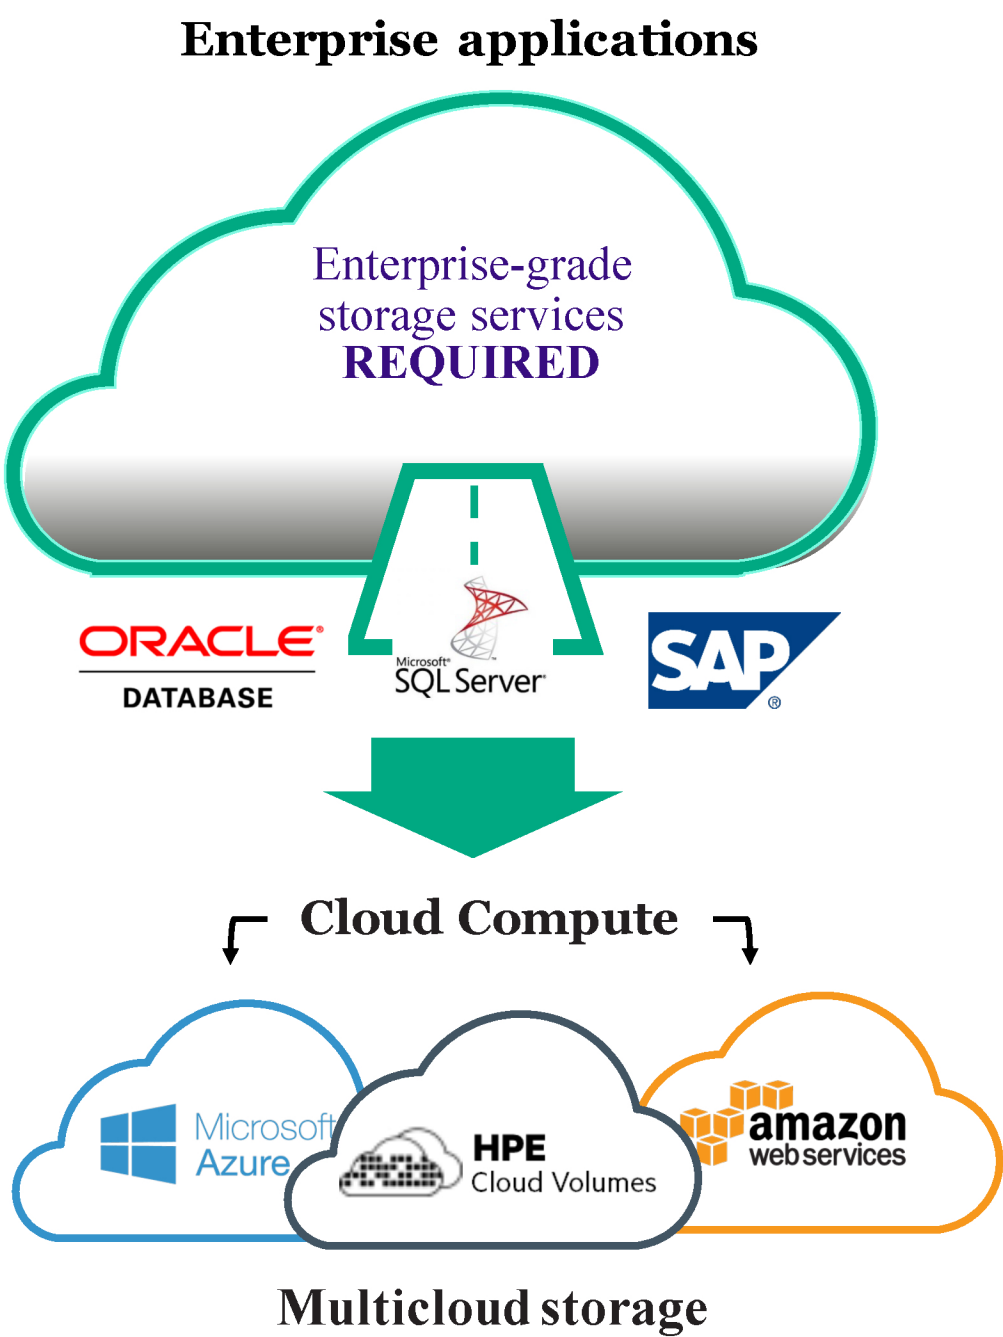 Enterprise applications
Enterprise-grade
storage services
REQUIRED
ORACLE®
DATABASE
Microsoft®
SQL Server®
SAP
®
Cloud Compute
Microsoft
Azure
HPE
Cloud Volumes
amazon
web services
Multicloud storage